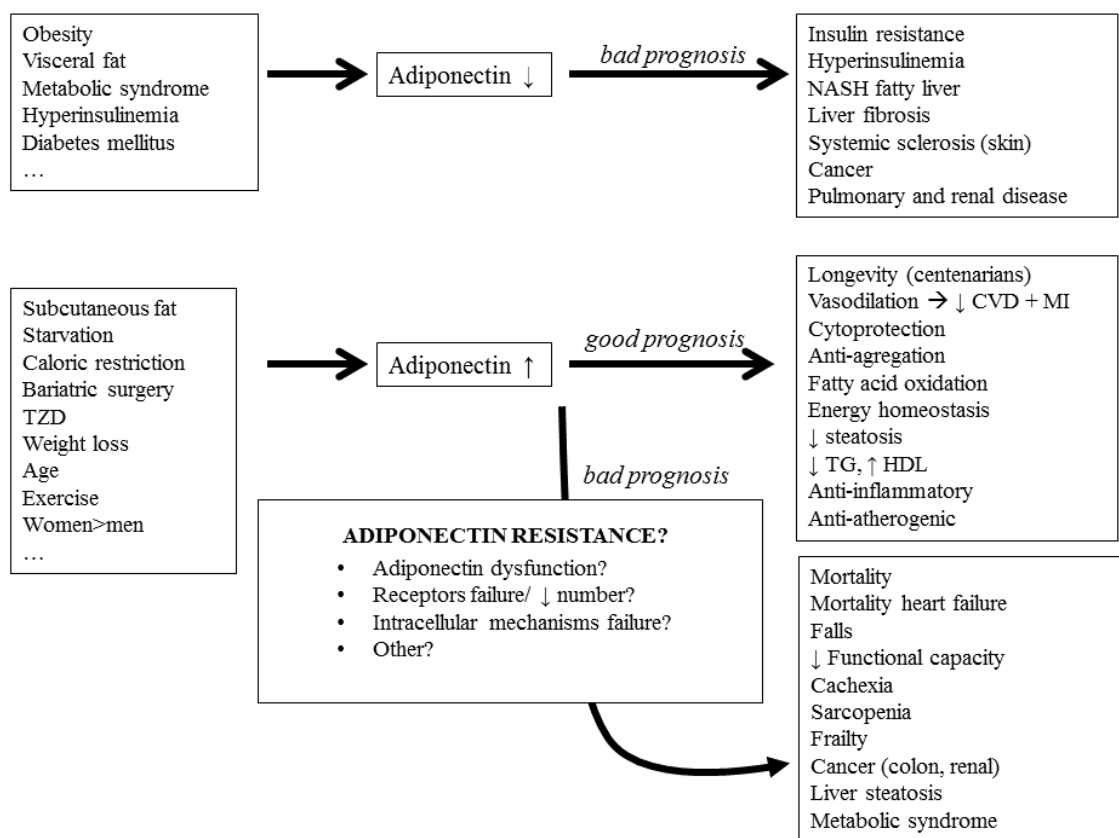 Obesity
Visceral fat
Metabolic syndrome
Hyperinsulinemia
Diabetes mellitus
…
Adiponectin ↓
bad prognosis
Insulin resistance
Hyperinsulinemia
NASH fatty liver
Liver fibrosis
Systemic sclerosis (skin)
Cancer
Pulmonary and renal disease
Subcutaneous fat
Starvation
Caloric restriction
Bariatric surgery
TZD
Weight loss
Age
Exercise
Women>men
…
Adiponectin ↑
good prognosis
Longevity (centenarians)
Vasodilation → ↓ CVD + MI
Cytoprotection
Anti-agregation
Fatty acid oxidation
Energy homeostasis
↓ steatosis
↓ TG, ↑ HDL
Anti-inflammatory
Anti-atherogenic
bad prognosis
ADIPONECTIN RESISTANCE?
• Adiponectin dysfunction?
• Receptors failure/ ↓ number?
• Intracellular mechanisms failure?
• Other?
Mortality
Mortality heart failure
Falls
↓ Functional capacity
Cachexia
Sarcopenia
Frailty
Cancer (colon, renal)
Liver steatosis
Metabolic syndrome